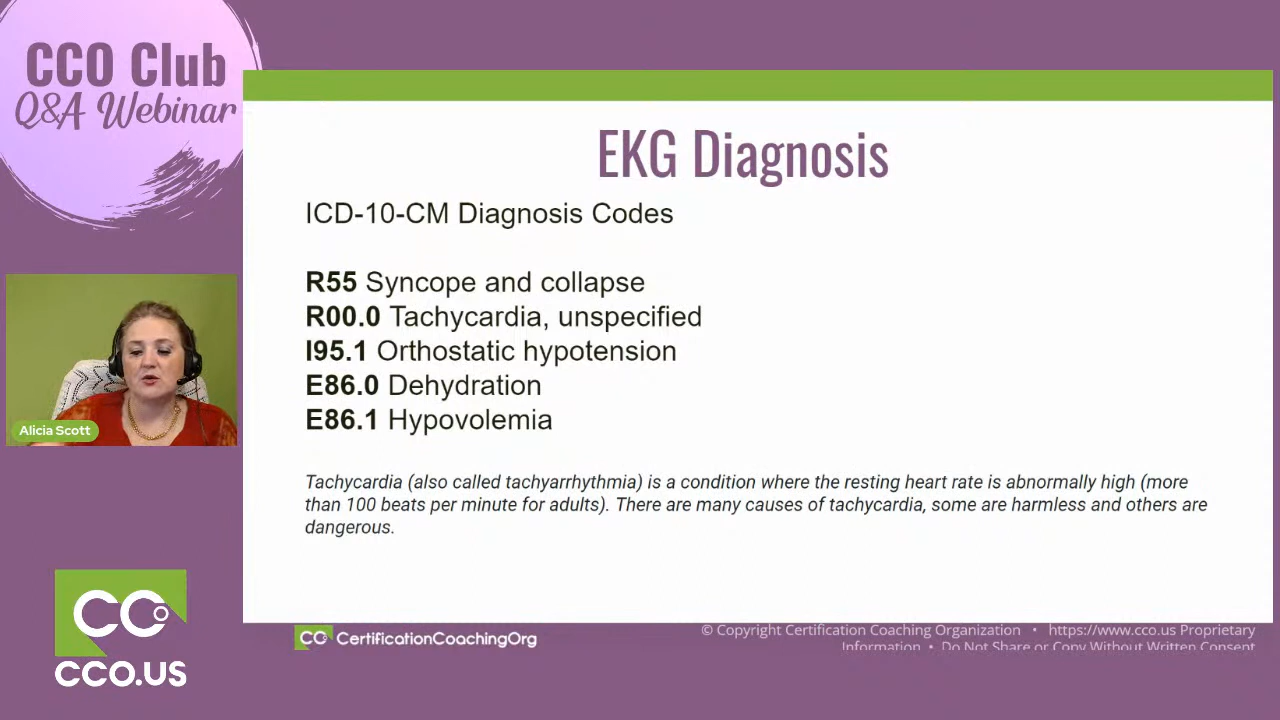 CCO Club
Q&A Webinar
EKG Diagnosis
ICD-10-CM Diagnosis Codes
R55 Syncope and collapse
R00.0 Tachycardia, unspecified
I95.1 Orthostatic hypotension
E86.0 Dehydration
E86.1 Hypovolemia
Tachycardia (also called tachyarrhythmia) is a condition where the resting heart rate is abnormally high (more
than 100 beats per minute for adults). There are many causes of tachycardia, some are harmless and others are
dangerous.
Alicia Scott
CCO
CCO.US
CCO CertificationCoachingOrg
© Copyright Certification Coaching Organization • https://www.cco.us Proprietary
Information • Do Not Share or Copy Without Written Consent